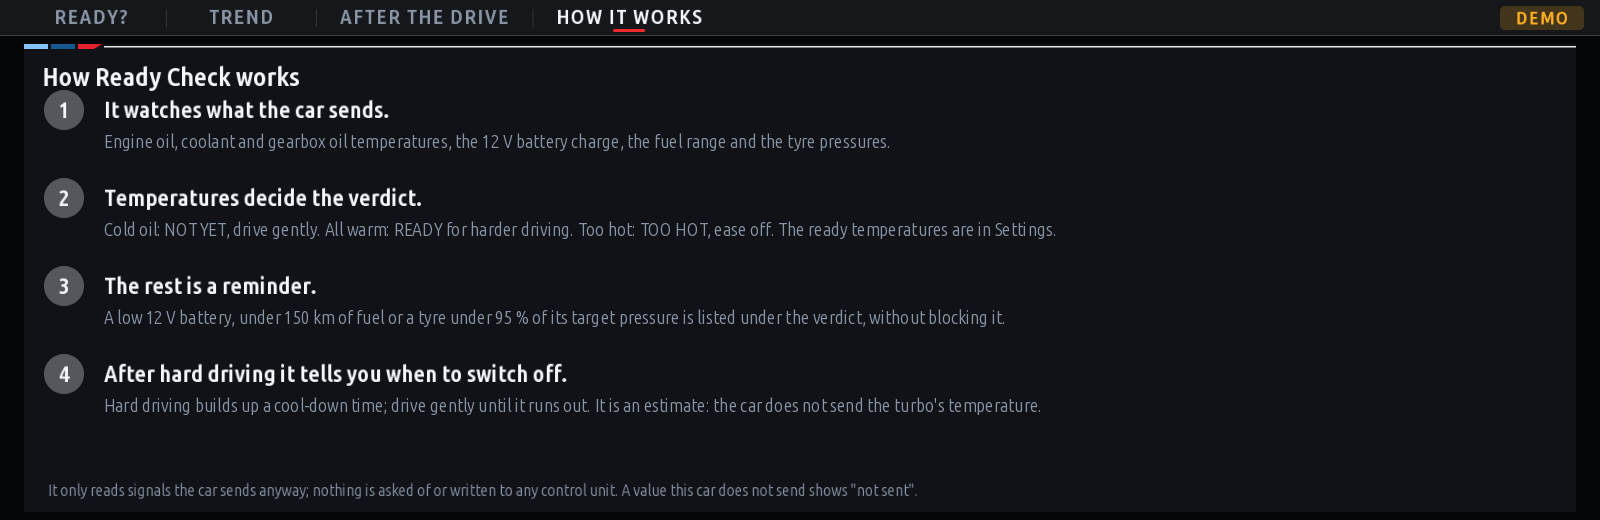 READY?
TREND
AFTER THE DRIVE
HOW IT WORKS
DEMO
How Ready Check works
1
It watches what the car sends.
Engine oil, coolant and gearbox oil temperatures, the 12 V battery charge, the fuel range and the tyre pressures.
2
Temperatures decide the verdict.
Cold oil: NOT YET, drive gently. All warm: READY for harder driving. Too hot: TOO HOT, ease off. The ready temperatures are in Settings.
3
The rest is a reminder.
A low 12 V battery, under 150 km of fuel or a tyre under 95 % of its target pressure is listed under the verdict, without blocking it.
4
After hard driving it tells you when to switch off.
Hard driving builds up a cool-down time; drive gently until it runs out. It is an estimate: the car does not send the turbo's temperature.
It only reads signals the car sends anyway; nothing is asked of or written to any control unit. A value this car does not send shows "not sent".